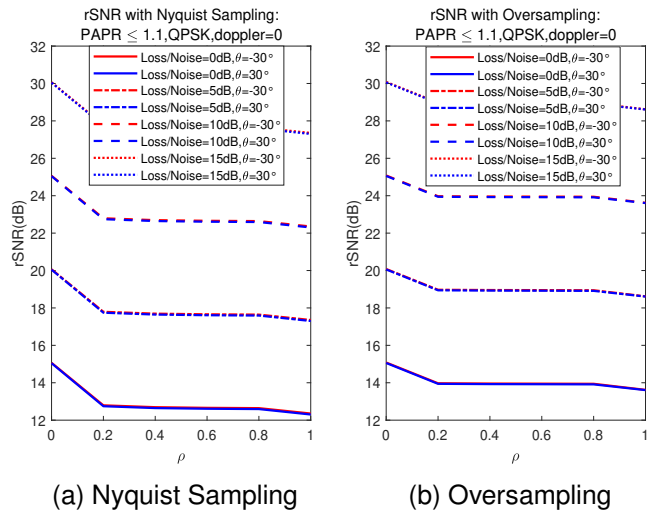 rSNR with Nyquist Sampling:
PAPR ≤ 1.1,QPSK,doppler=0
32
30
28
26
24
22
20
18
16
14
12
rSNR(dB)
Loss/Noise=0dB,θ=-30°
Loss/Noise=0dB,θ=30°
Loss/Noise=5dB,θ=-30°
Loss/Noise=5dB,θ=30°
Loss/Noise=10dB,θ=-30°
Loss/Noise=10dB,θ=30°
Loss/Noise=15dB,θ=-30°
Loss/Noise=15dB,θ=30°
0 0.2 0.4 0.6 0.8 1
ρ
(a) Nyquist Sampling
rSNR with Oversampling:
PAPR ≤ 1.1,QPSK,doppler=0
32
30
28
26
24
22
20
18
16
14
12
rSNR(dB)
Loss/Noise=0dB,θ=-30°
Loss/Noise=0dB,θ=30°
Loss/Noise=5dB,θ=-30°
Loss/Noise=5dB,θ=30°
Loss/Noise=10dB,θ=-30°
Loss/Noise=10dB,θ=30°
Loss/Noise=15dB,θ=-30°
Loss/Noise=15dB,θ=30°
0 0.2 0.4 0.6 0.8 1
ρ
(b) Oversampling